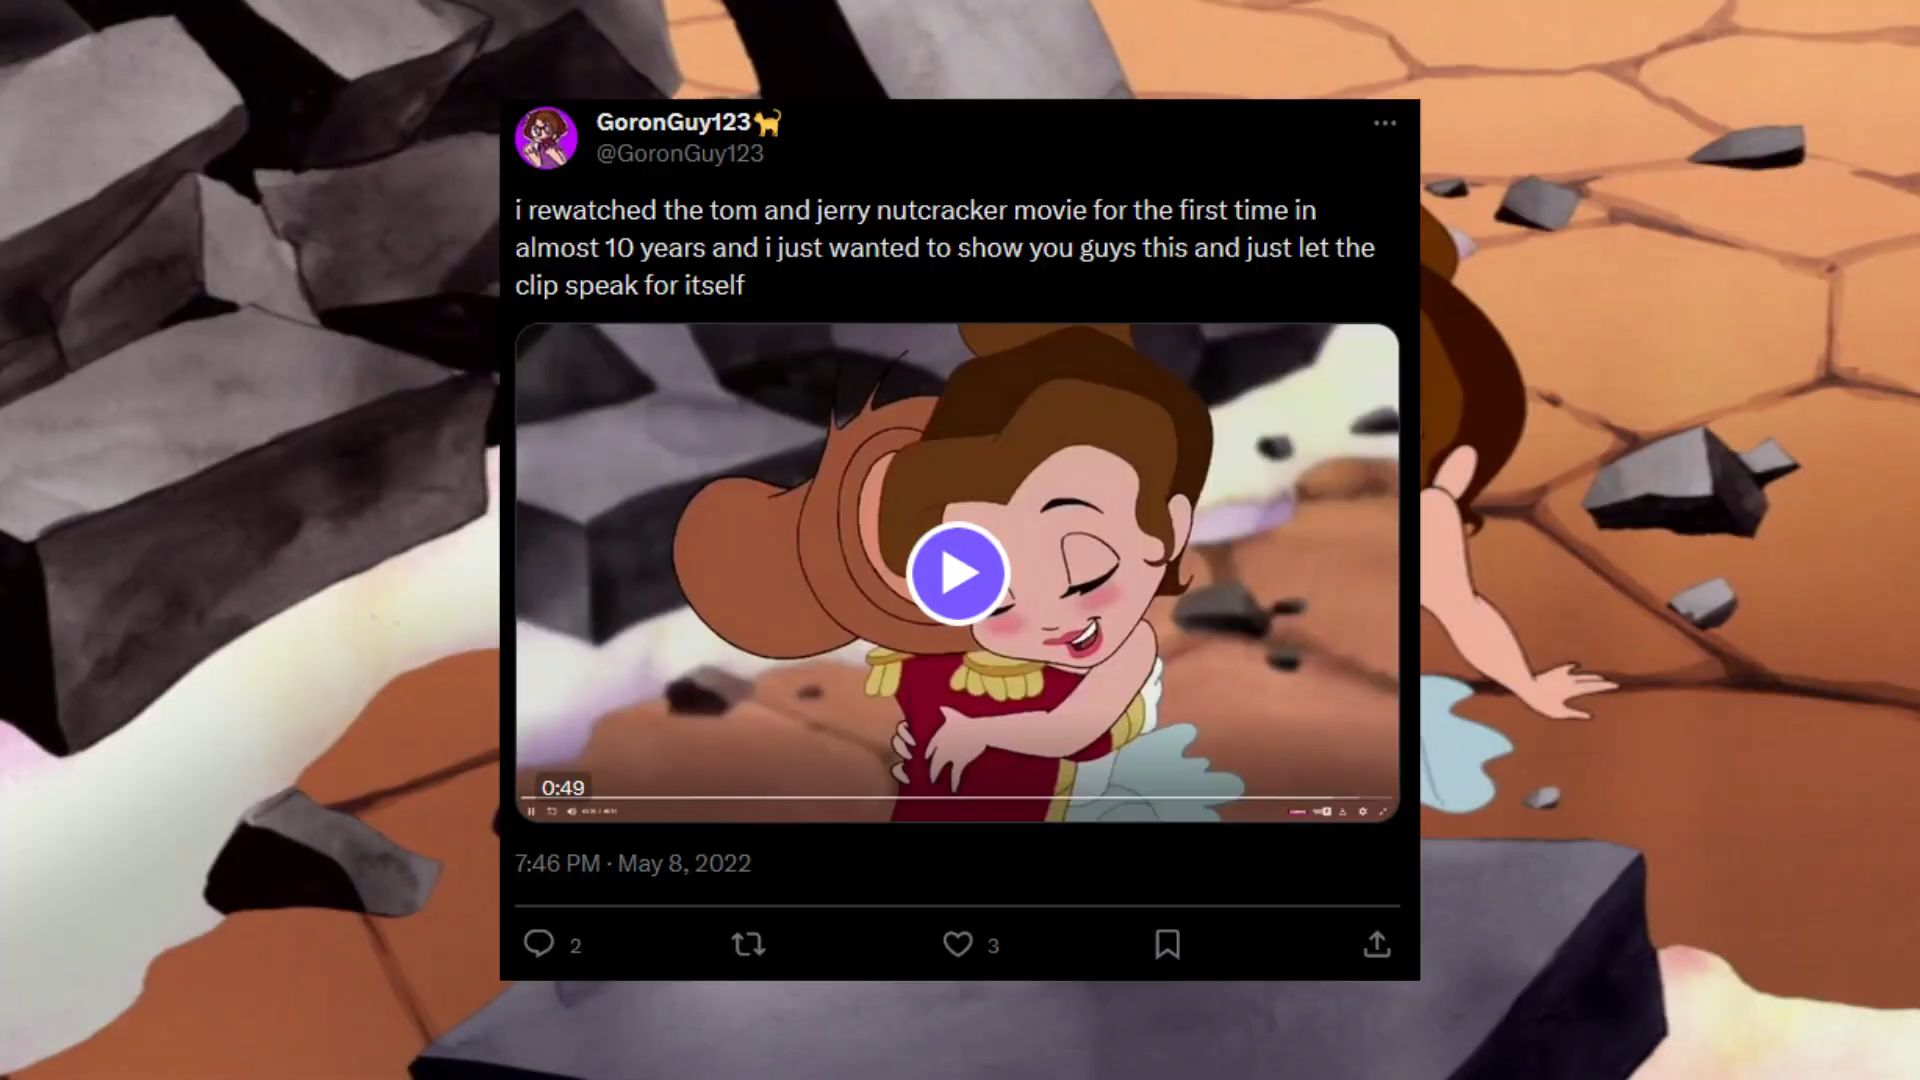 GoronGuy123🐈
@GoronGuy123
i rewatched the tom and jerry nutcracker movie for the first time in
almost 10 years and i just wanted to show you guys this and just let the
clip speak for itself
0:49
7:46 PM · May 8, 2022
2
3